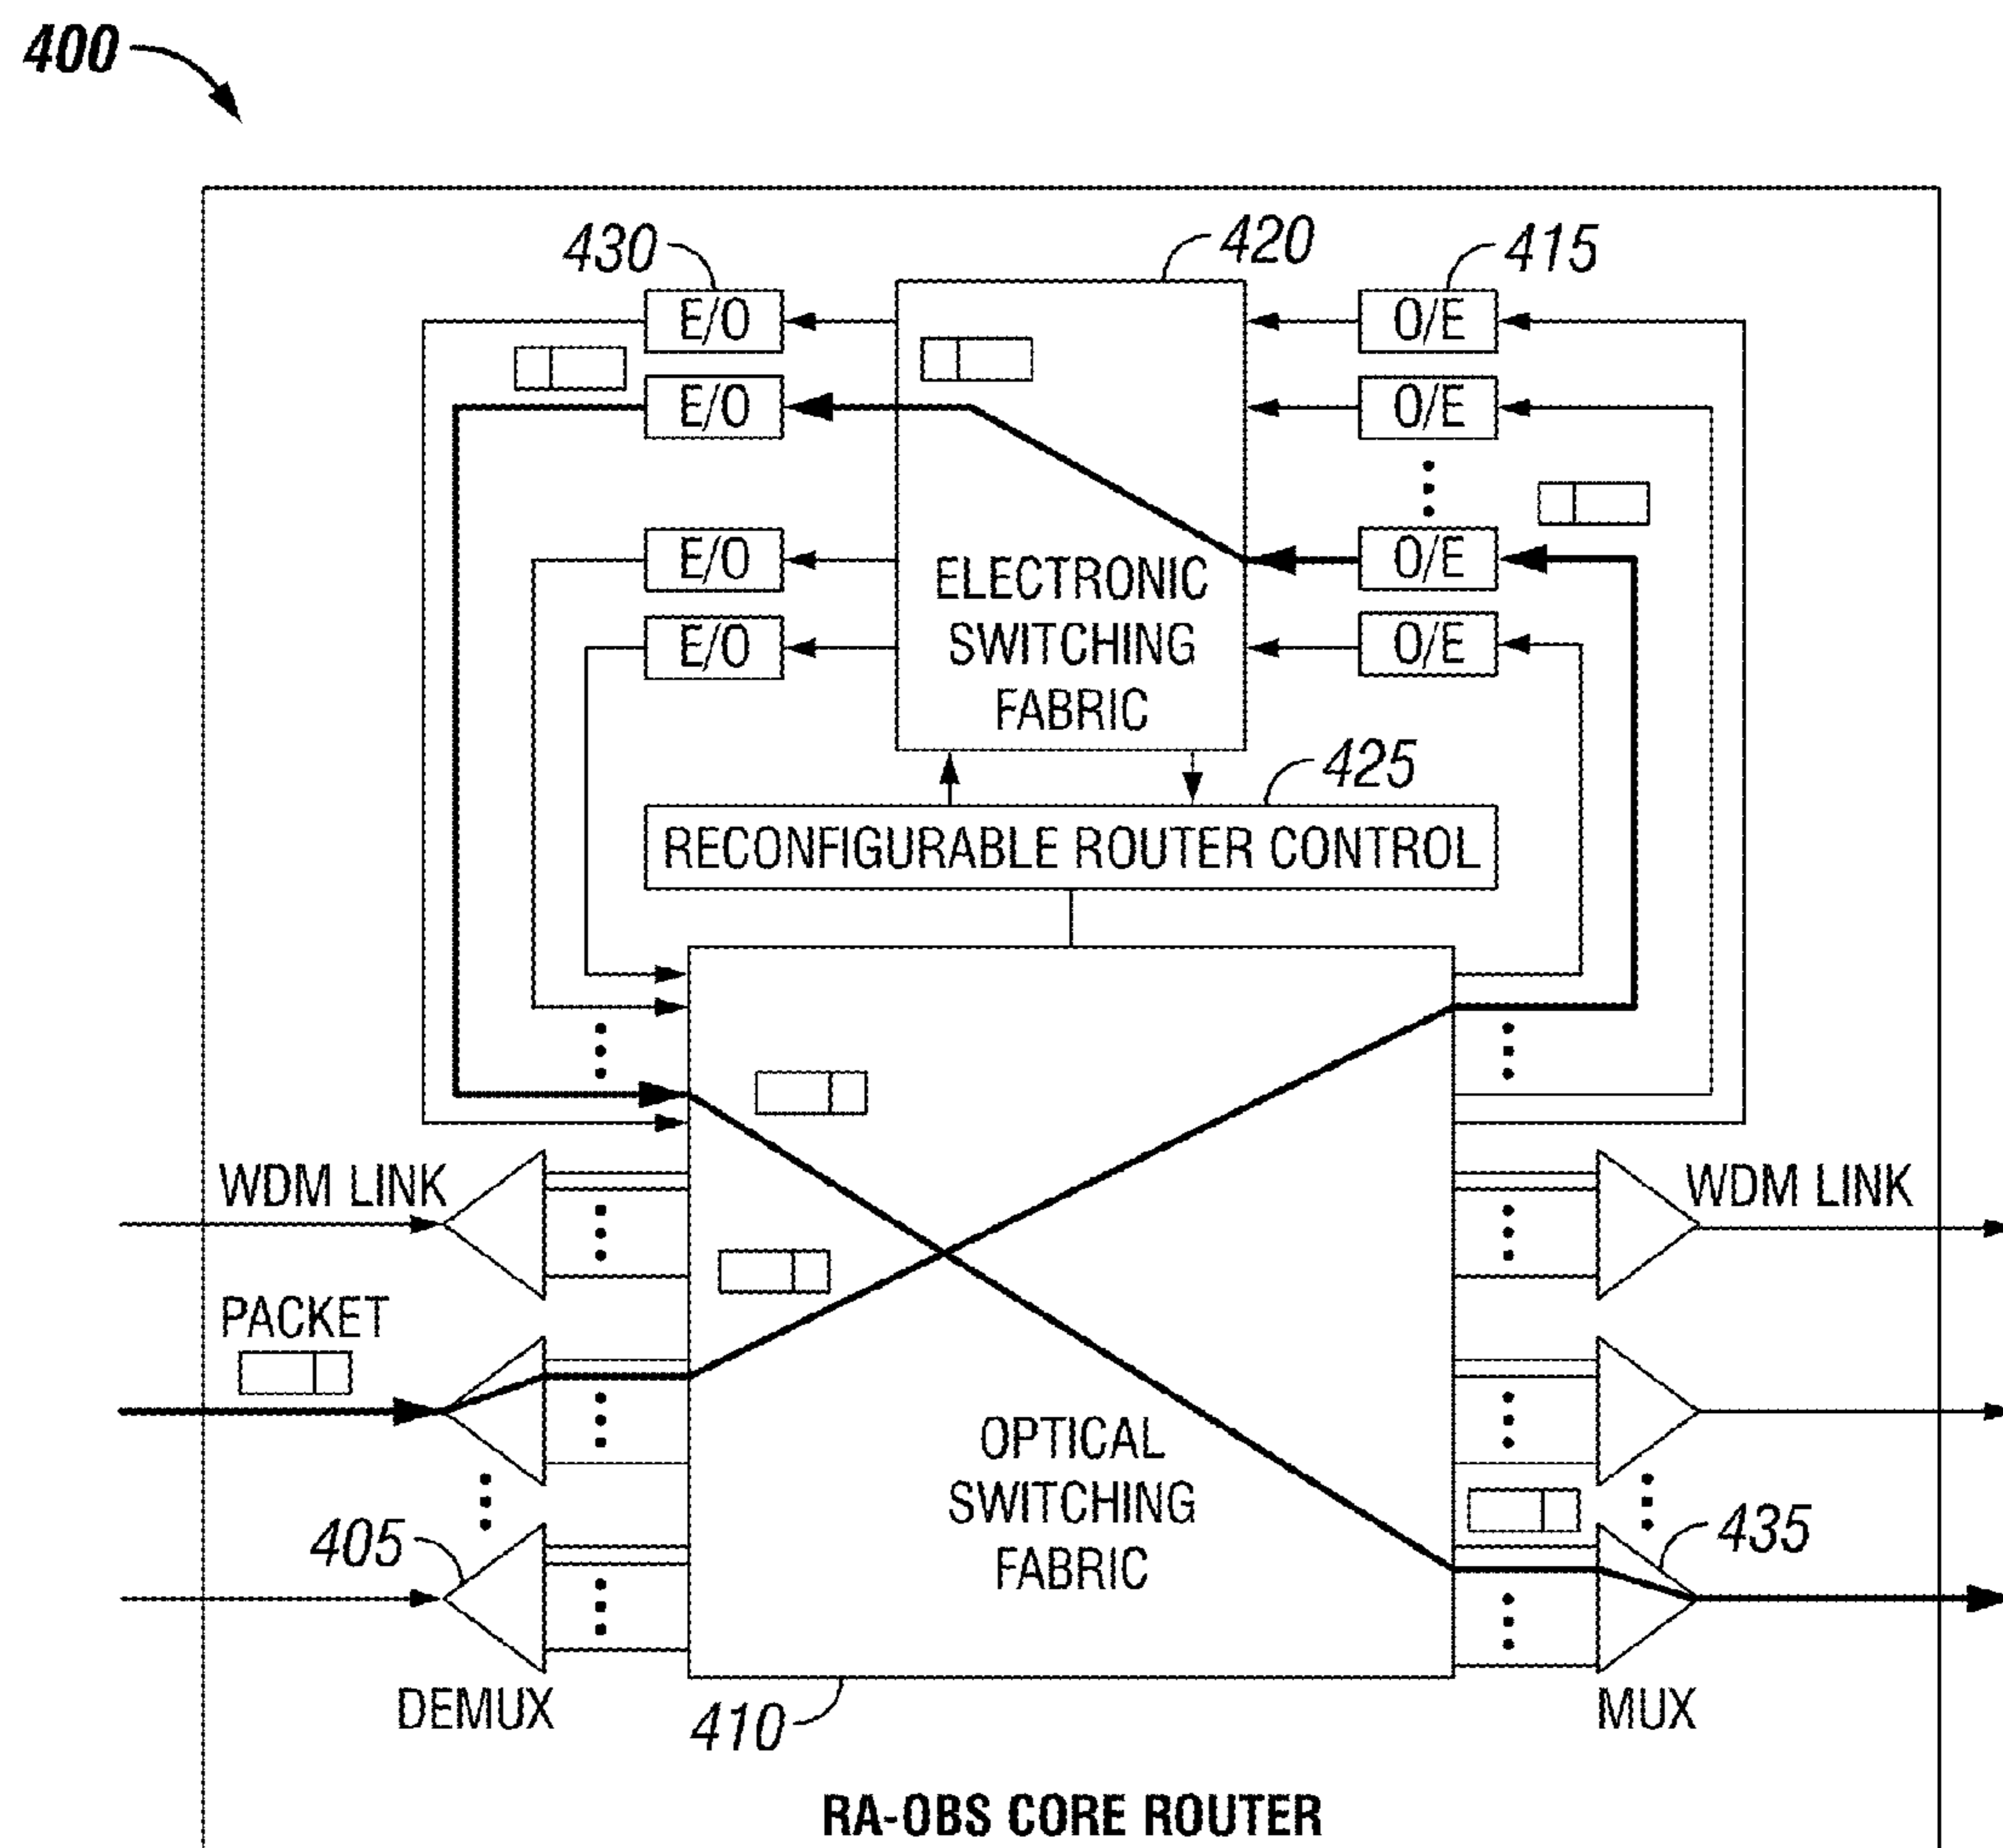 400
430
420
415
E/O
O/E
E/O
O/E
E/O
O/E
E/O
O/E
ELECTRONIC
SWITCHING
FABRIC
425
RECONFIGURABLE ROUTER CONTROL
WDM LINK
WDM LINK
PACKET
OPTICAL
SWITCHING
FABRIC
405
435
DEMUX
410
MUX
RA-OBS CORE ROUTER